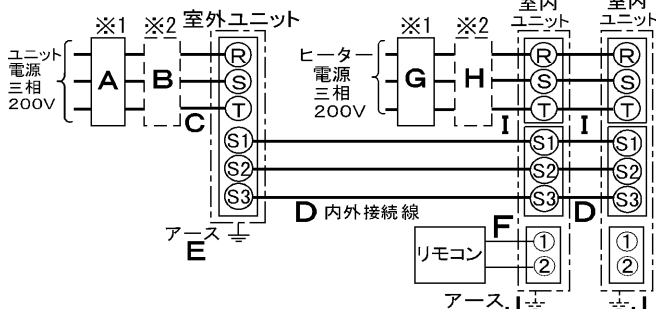 ※1 ※2 室外ユニット
ユニット
電源
三相
200V
A
B
C
R
S
T
S1
S2
S3
アース
E
※1 ※2
ヒーター
電源
三相
200V
G
H
I
I
室内
ユニット
室内
ユニット
R
S
T
S1
S2
S3
R
S
T
S1
S2
S3
D 内外接続線
D
F
リモコン
①
②
①
②
アース